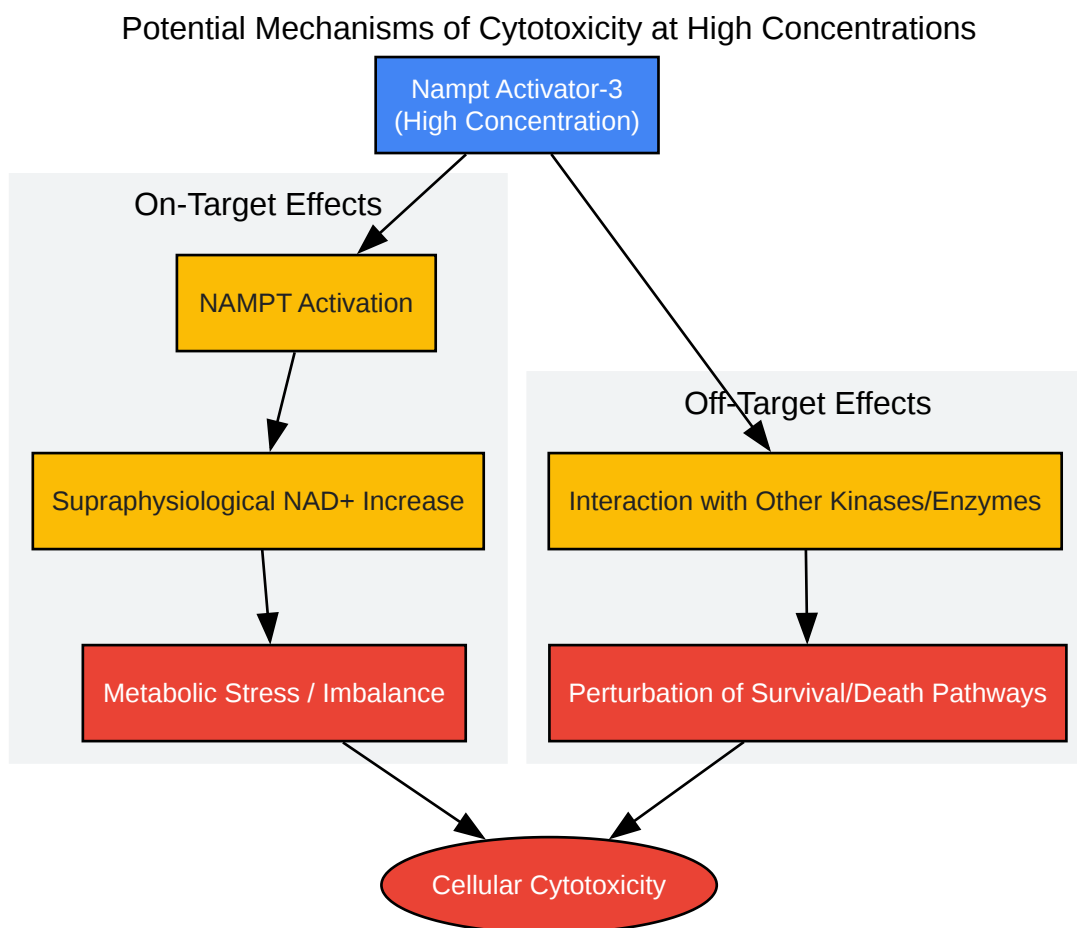 Potential Mechanisms of Cytotoxicity at High Concentrations
Nampt Activator-3
(High Concentration)
On-Target Effects
NAMPT Activation
Supraphysiological NAD+ Increase
Metabolic Stress / Imbalance
Off-Target Effects
Interaction with Other Kinases/Enzymes
Perturbation of Survival/Death Pathways
Cellular Cytotoxicity